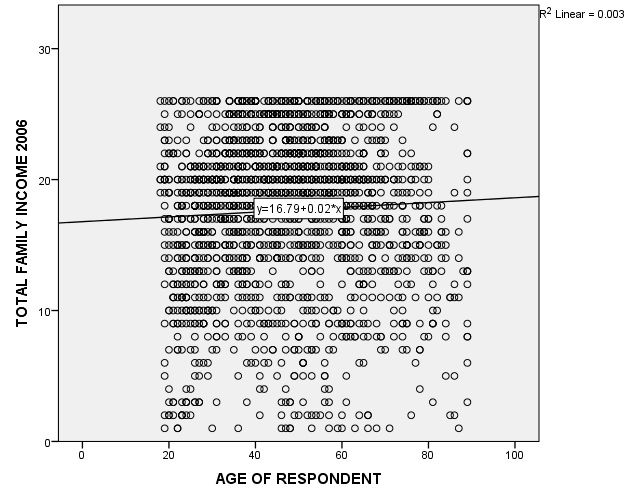 R2 Linear = 0.003
30
20
10
0
TOTAL FAMILY INCOME 2006
y=16.79+0.02*x
0 20 40 60 80 100
AGE OF RESPONDENT